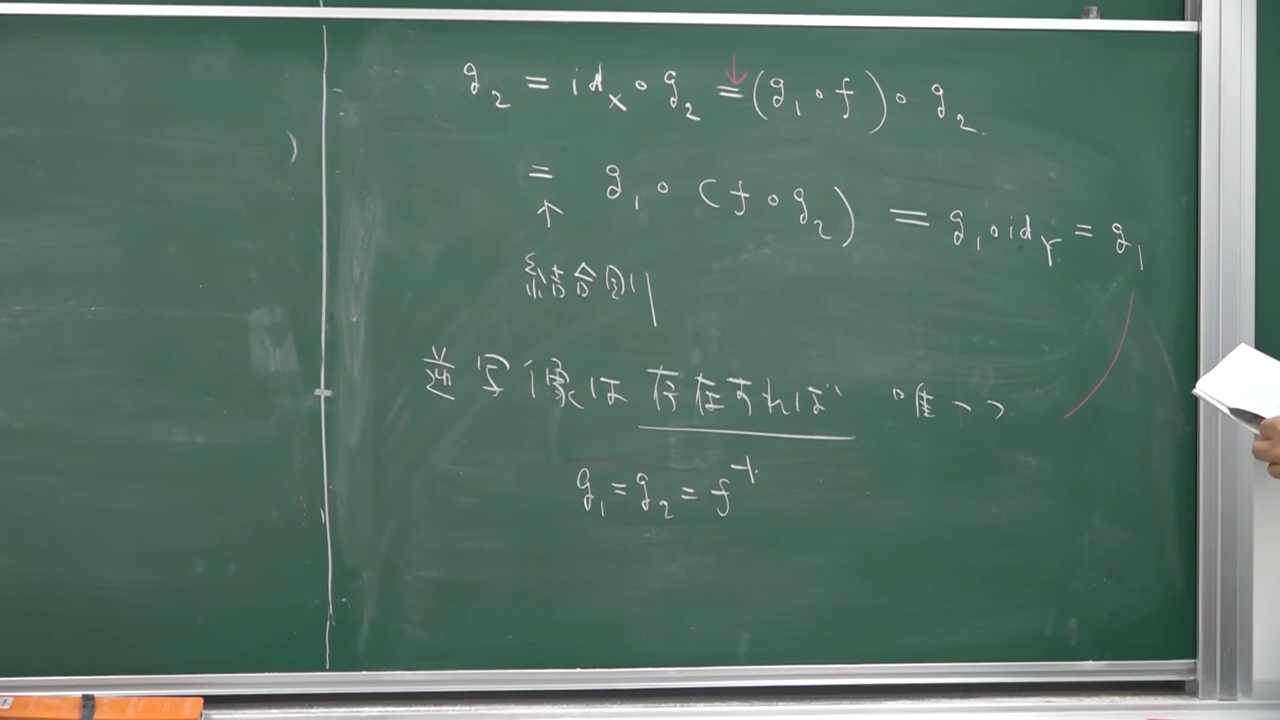 )
g₂ = id_X ∘ g₂ = (g₁ ∘ f) ∘ g₂
= g₁ ∘ (f ∘ g₂) = g₁ ∘ id_Y = g₁
↑
結合則
逆写像は存在すれば 唯一つ
g₁ = g₂ = f⁻¹